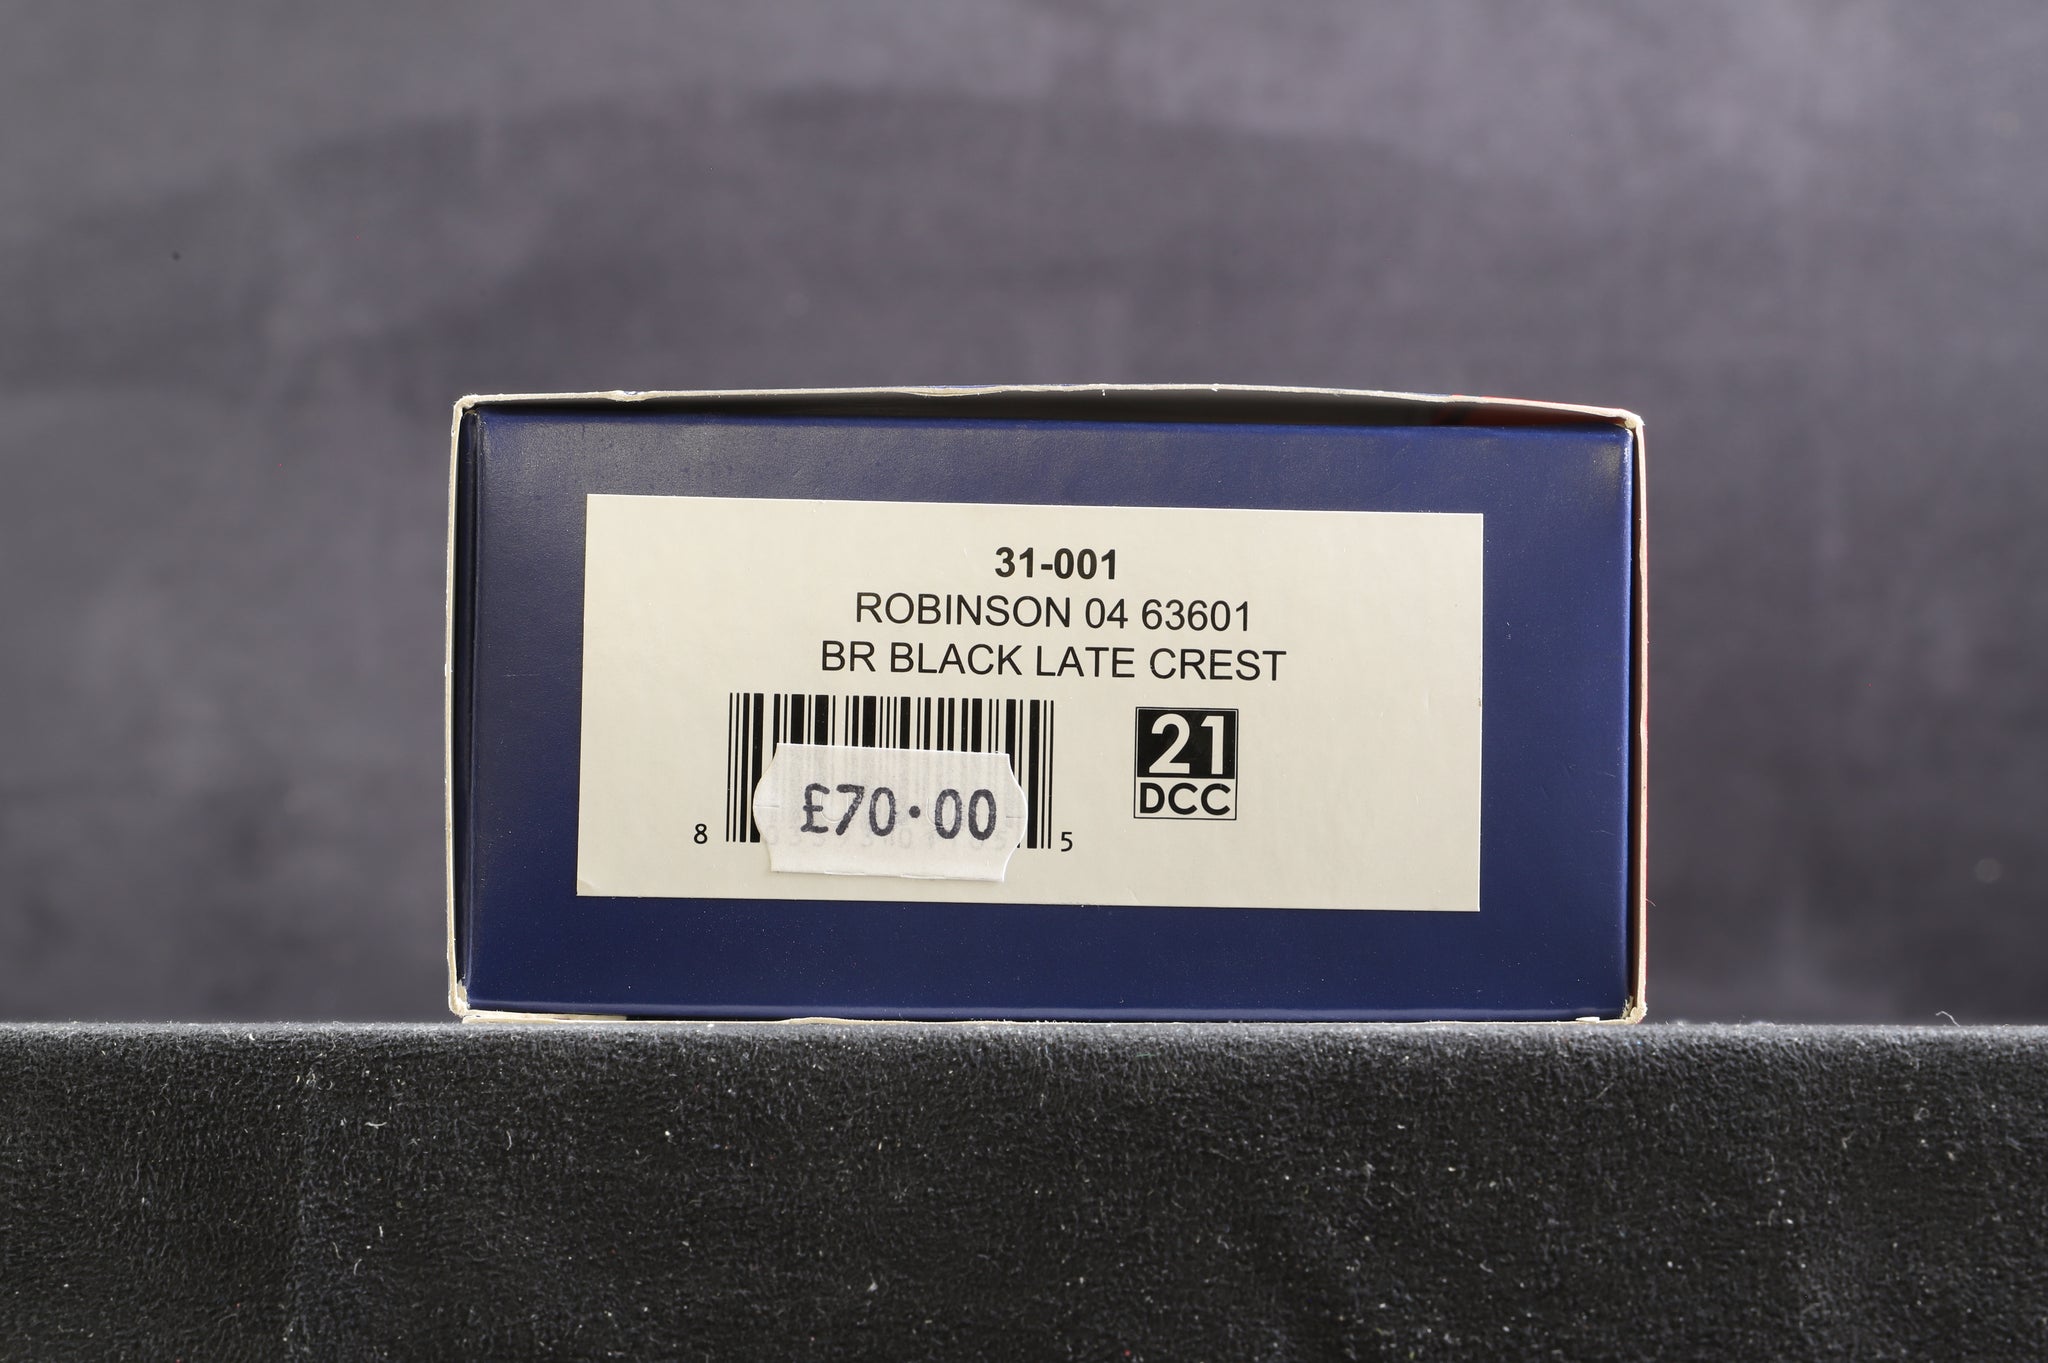 31-001
ROBINSON 04 63601
BR BLACK LATE CREST
21
DCC
£70.00
8 5